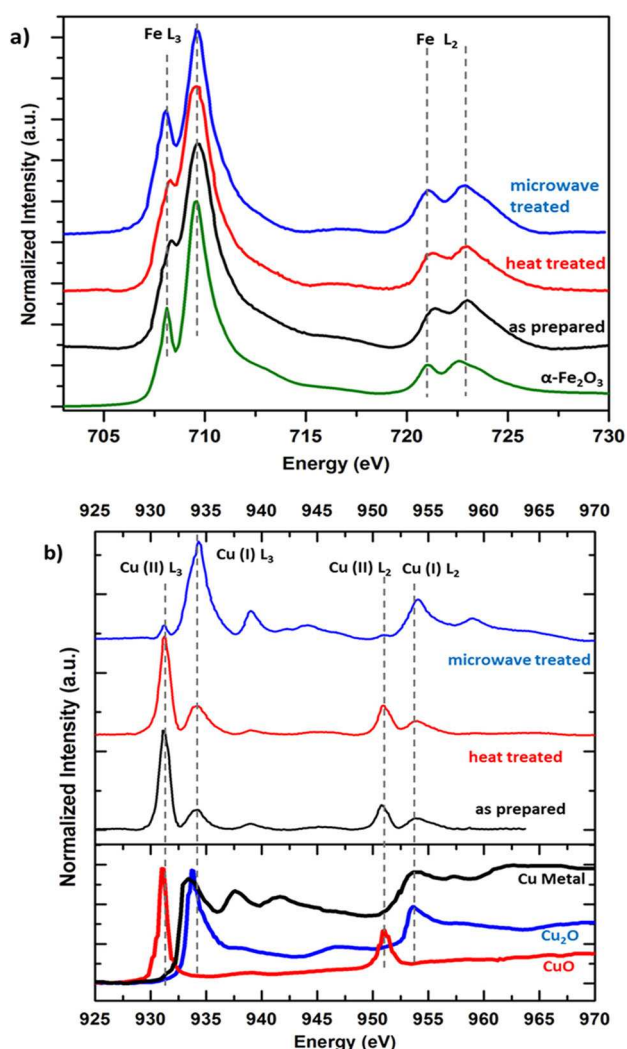 a)
Fe L₃
Fe L₂
Normalized Intensity (a.u.)
microwave
treated
heat treated
as prepared
α-Fe₂O₃
705 710 715 720 725 730
Energy (eV)
925 930 935 940 945 950 955 960 965 970
b)
Cu (II) L₃
Cu (I) L₃
Cu (II) L₂
Cu (I) L₂
Normalized Intensity (a.u.)
microwave treated
heat treated
as prepared
Cu Metal
Cu₂O
CuO
925 930 935 940 945 950 955 960 965 970
Energy (eV)